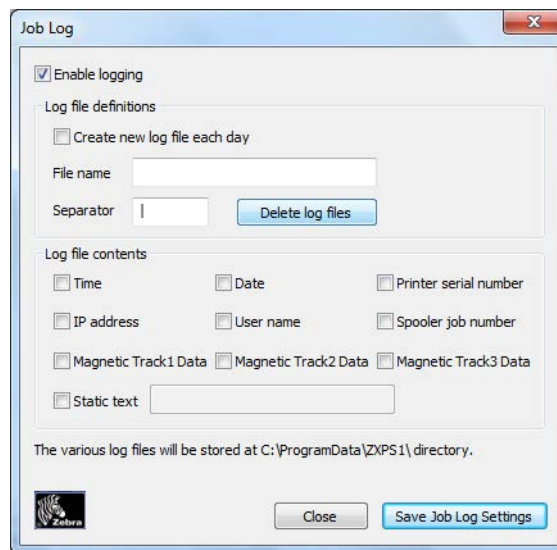 Job Log
Enable logging
Log file definitions
Create new log file each day
File name
Separator
Delete log files
Log file contents
Time Date Printer serial number
IP address User name Spooler job number
Magnetic Track1 Data Magnetic Track2 Data Magnetic Track3 Data
Static text
The various log files will be stored at C:\ProgramData\ZXPS1\ directory.
Zebra Close Save Job Log Settings